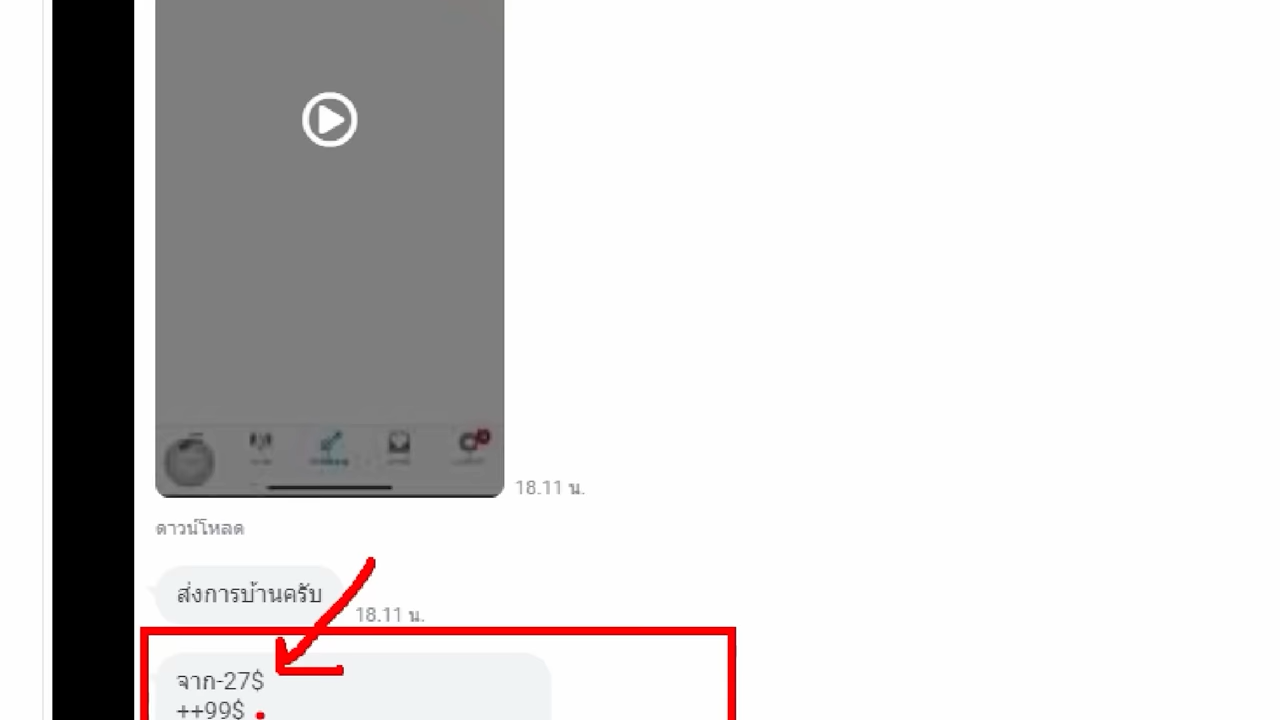 18.11 น.
ดาวน์โหลด
ส่งการบ้านครับ
18.11 น.
จาก-27$
++99$